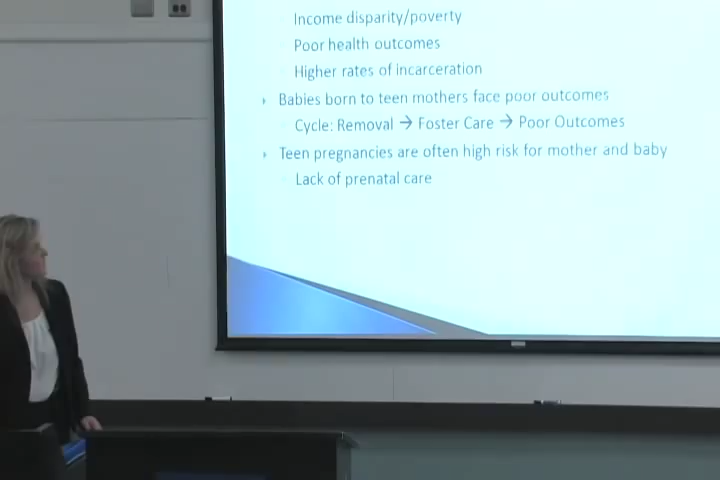 Income disparity/poverty
Poor health outcomes
Higher rates of incarceration
Babies born to teen mothers face poor outcomes
Cycle: Removal → Foster Care → Poor Outcomes
Teen pregnancies are often high risk for mother and baby
Lack of prenatal care